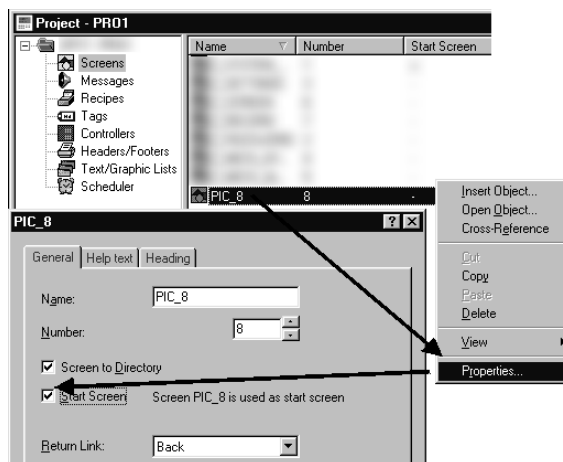 Project - PRO1
Name Number Start Screen
Screens
Messages
Recipes
Tags
Controllers
Headers/Footers
Text/Graphic Lists
Scheduler
PIC_8 8 -
Insert Object...
Open Object...
Cross-Reference
Cut
Copy
Paste
Delete
View
Properties...
PIC_8
General Help text Heading
Name: PIC_8
Number: 8
Screen to Directory
Start Screen Screen PIC_8 is used as start screen
Return Link: Back